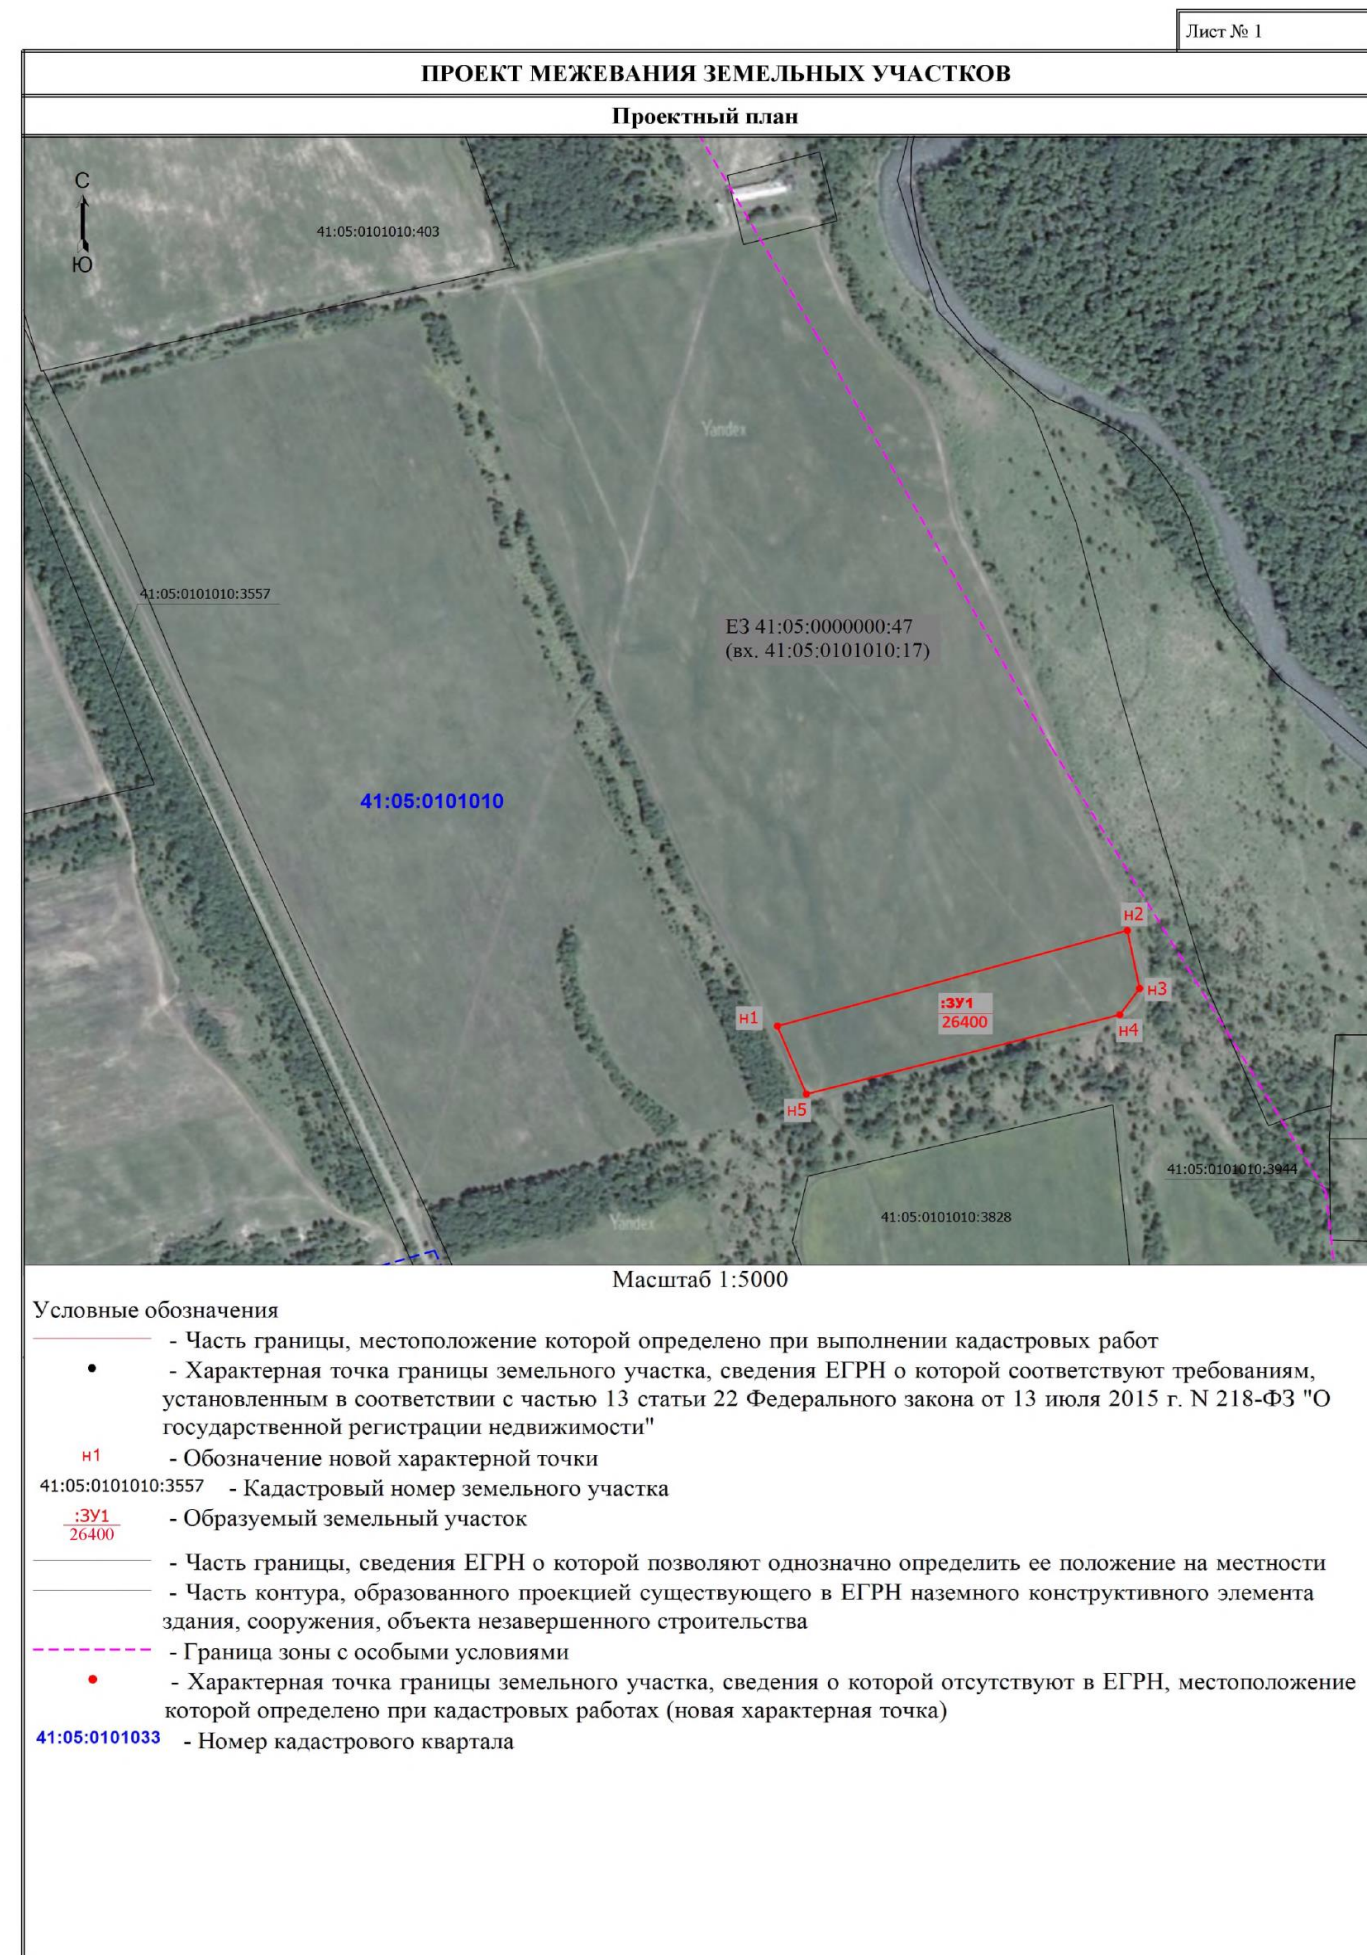 Лист № 1
ПРОЕКТ МЕЖЕВАНИЯ ЗЕМЕЛЬНЫХ УЧАСТКОВ
Проектный план
С
Ю
41:05:0101010:403
Yandex
41:05:0101010:3557
ЕЗ 41:05:0000000:47
(вх. 41:05:0101010:17)
41:05:0101010
н2
н3
:ЗУ1
26400
н1
н4
н5
41:05:0101010:3944
41:05:0101010:3828
Yandex
Масштаб 1:5000
Условные обозначения
- Часть границы, местоположение которой определено при выполнении кадастровых работ
- Характерная точка границы земельного участка, сведения ЕГРН о которой соответствуют требованиям,
установленным в соответствии с частью 13 статьи 22 Федерального закона от 13 июля 2015 г. N 218-ФЗ "О
государственной регистрации недвижимости"
н1 - Обозначение новой характерной точки
41:05:0101010:3557 - Кадастровый номер земельного участка
:ЗУ1
26400 - Образуемый земельный участок
- Часть границы, сведения ЕГРН о которой позволяют однозначно определить ее положение на местности
- Часть контура, образованного проекцией существующего в ЕГРН наземного конструктивного элемента
здания, сооружения, объекта незавершенного строительства
- Граница зоны с особыми условиями
- Характерная точка границы земельного участка, сведения о которой отсутствуют в ЕГРН, местоположение
которой определено при кадастровых работах (новая характерная точка)
41:05:0101033 - Номер кадастрового квартала